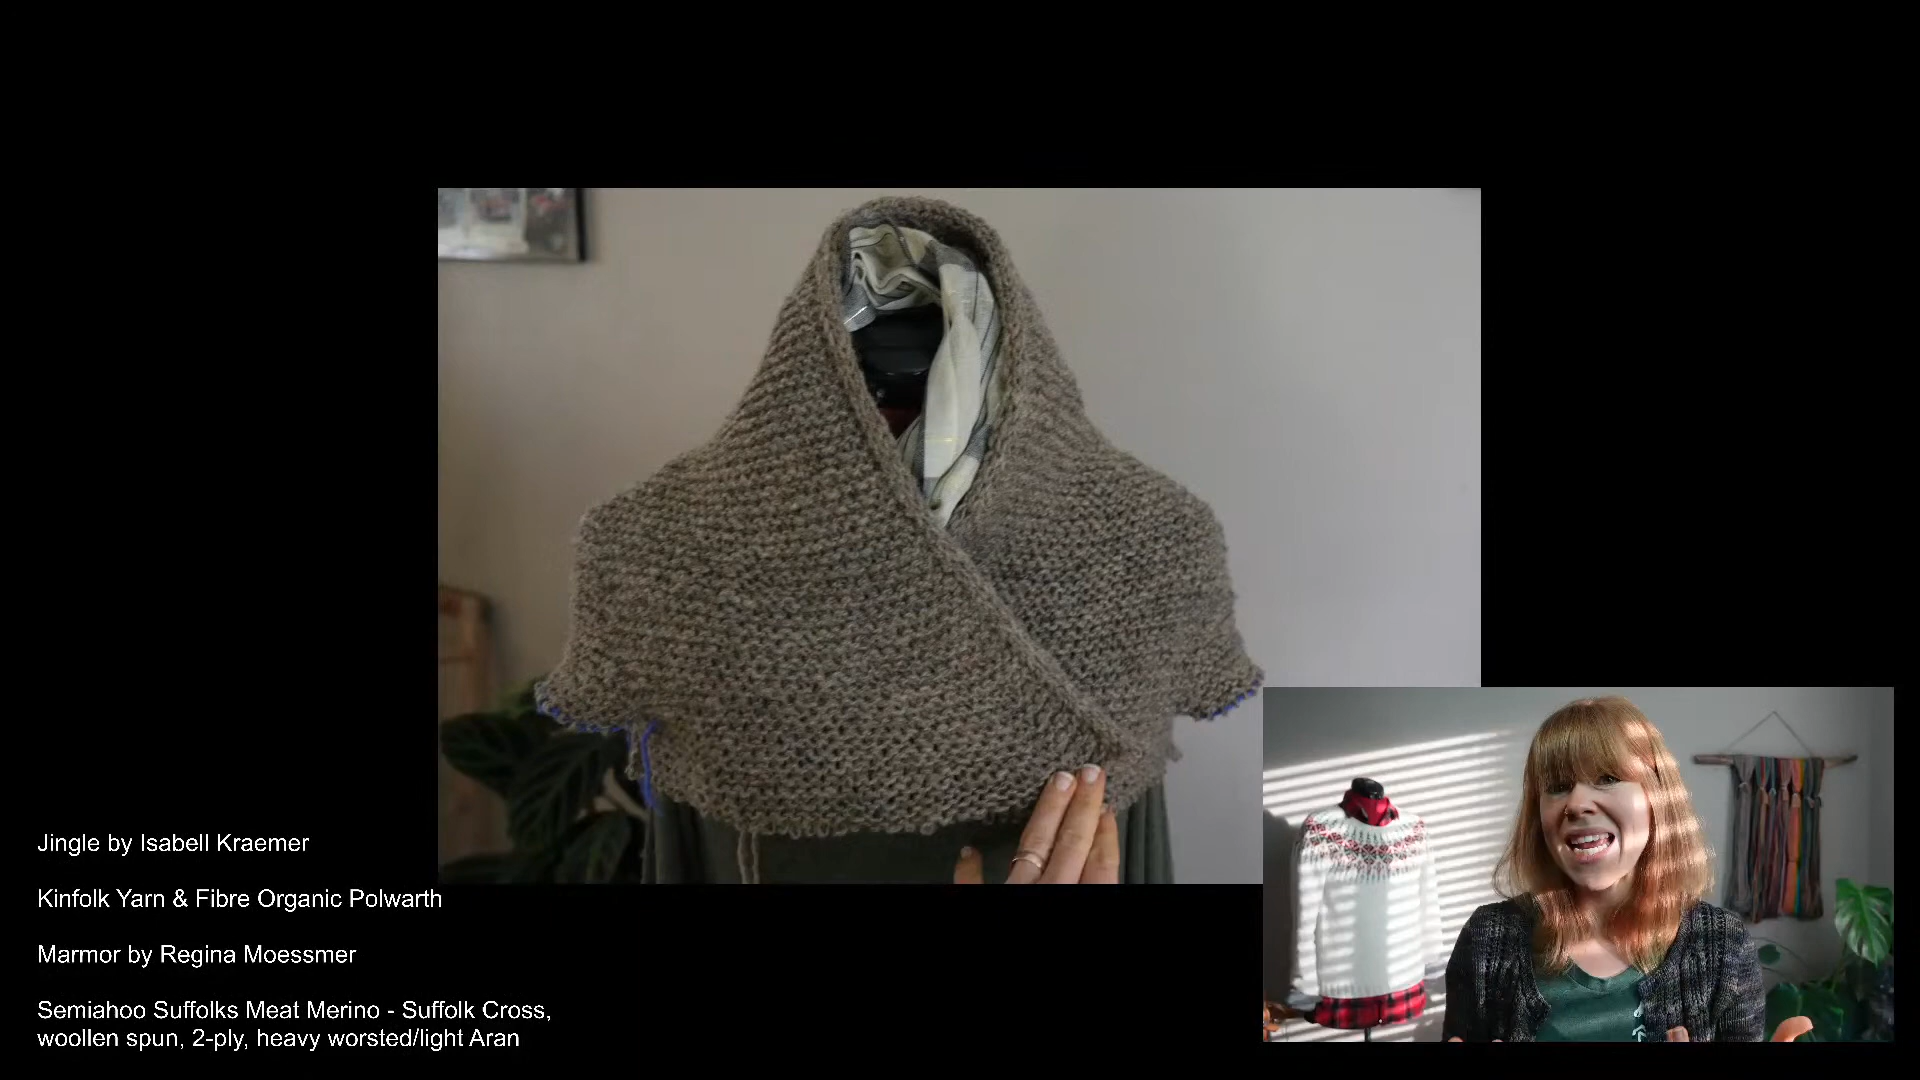 Jingle by Isabell Kraemer
Kinfolk Yarn & Fibre Organic Polwarth
Marmor by Regina Moessmer
Semiahoo Suffolks Meat Merino - Suffolk Cross,
woollen spun, 2-ply, heavy worsted/light Aran